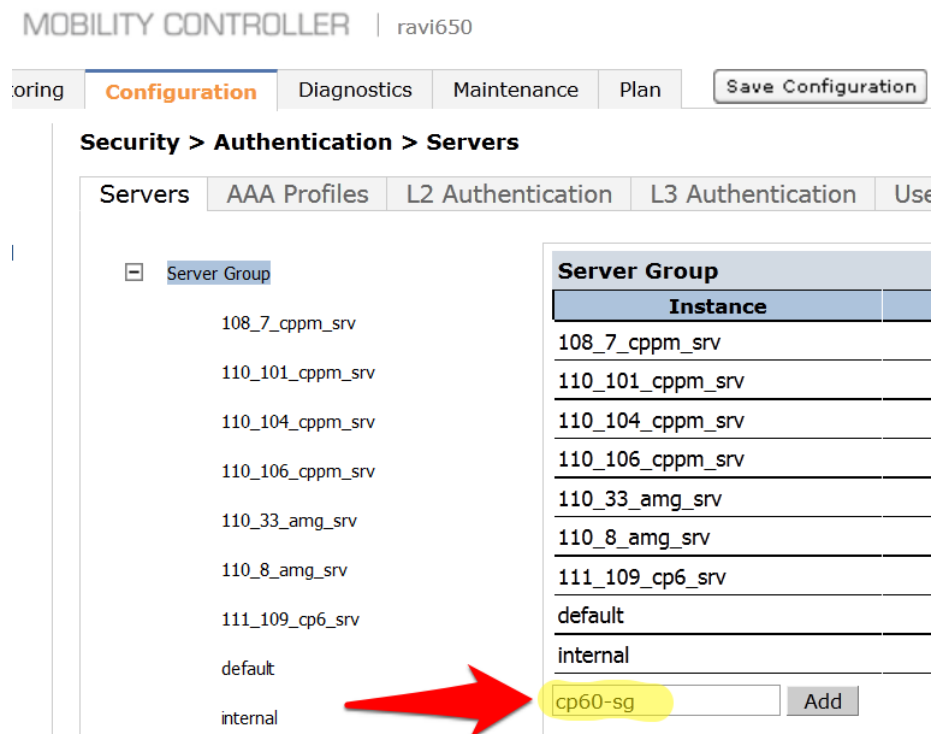 MOBILITY CONTROLLER | ravi650
oring Configuration Diagnostics Maintenance Plan Save Configuration
Security > Authentication > Servers
Servers AAA Profiles L2 Authentication L3 Authentication Use
Server Group
108_7_cppm_srv
110_101_cppm_srv
110_104_cppm_srv
110_106_cppm_srv
110_33_amg_srv
110_8_amg_srv
111_109_cp6_srv
default
internal
Server Group
Instance
108_7_cppm_srv
110_101_cppm_srv
110_104_cppm_srv
110_106_cppm_srv
110_33_amg_srv
110_8_amg_srv
111_109_cp6_srv
default
internal
cp60-sg Add